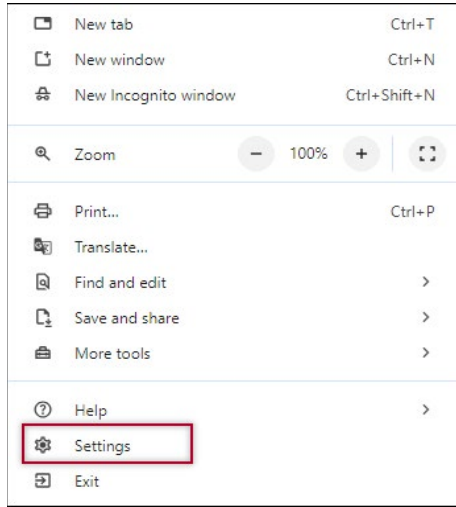 New tab Ctrl+T
New window Ctrl+N
New Incognito window Ctrl+Shift+N
Zoom − 100% +
Print... Ctrl+P
Translate...
Find and edit
Save and share
More tools
Help
Settings
Exit